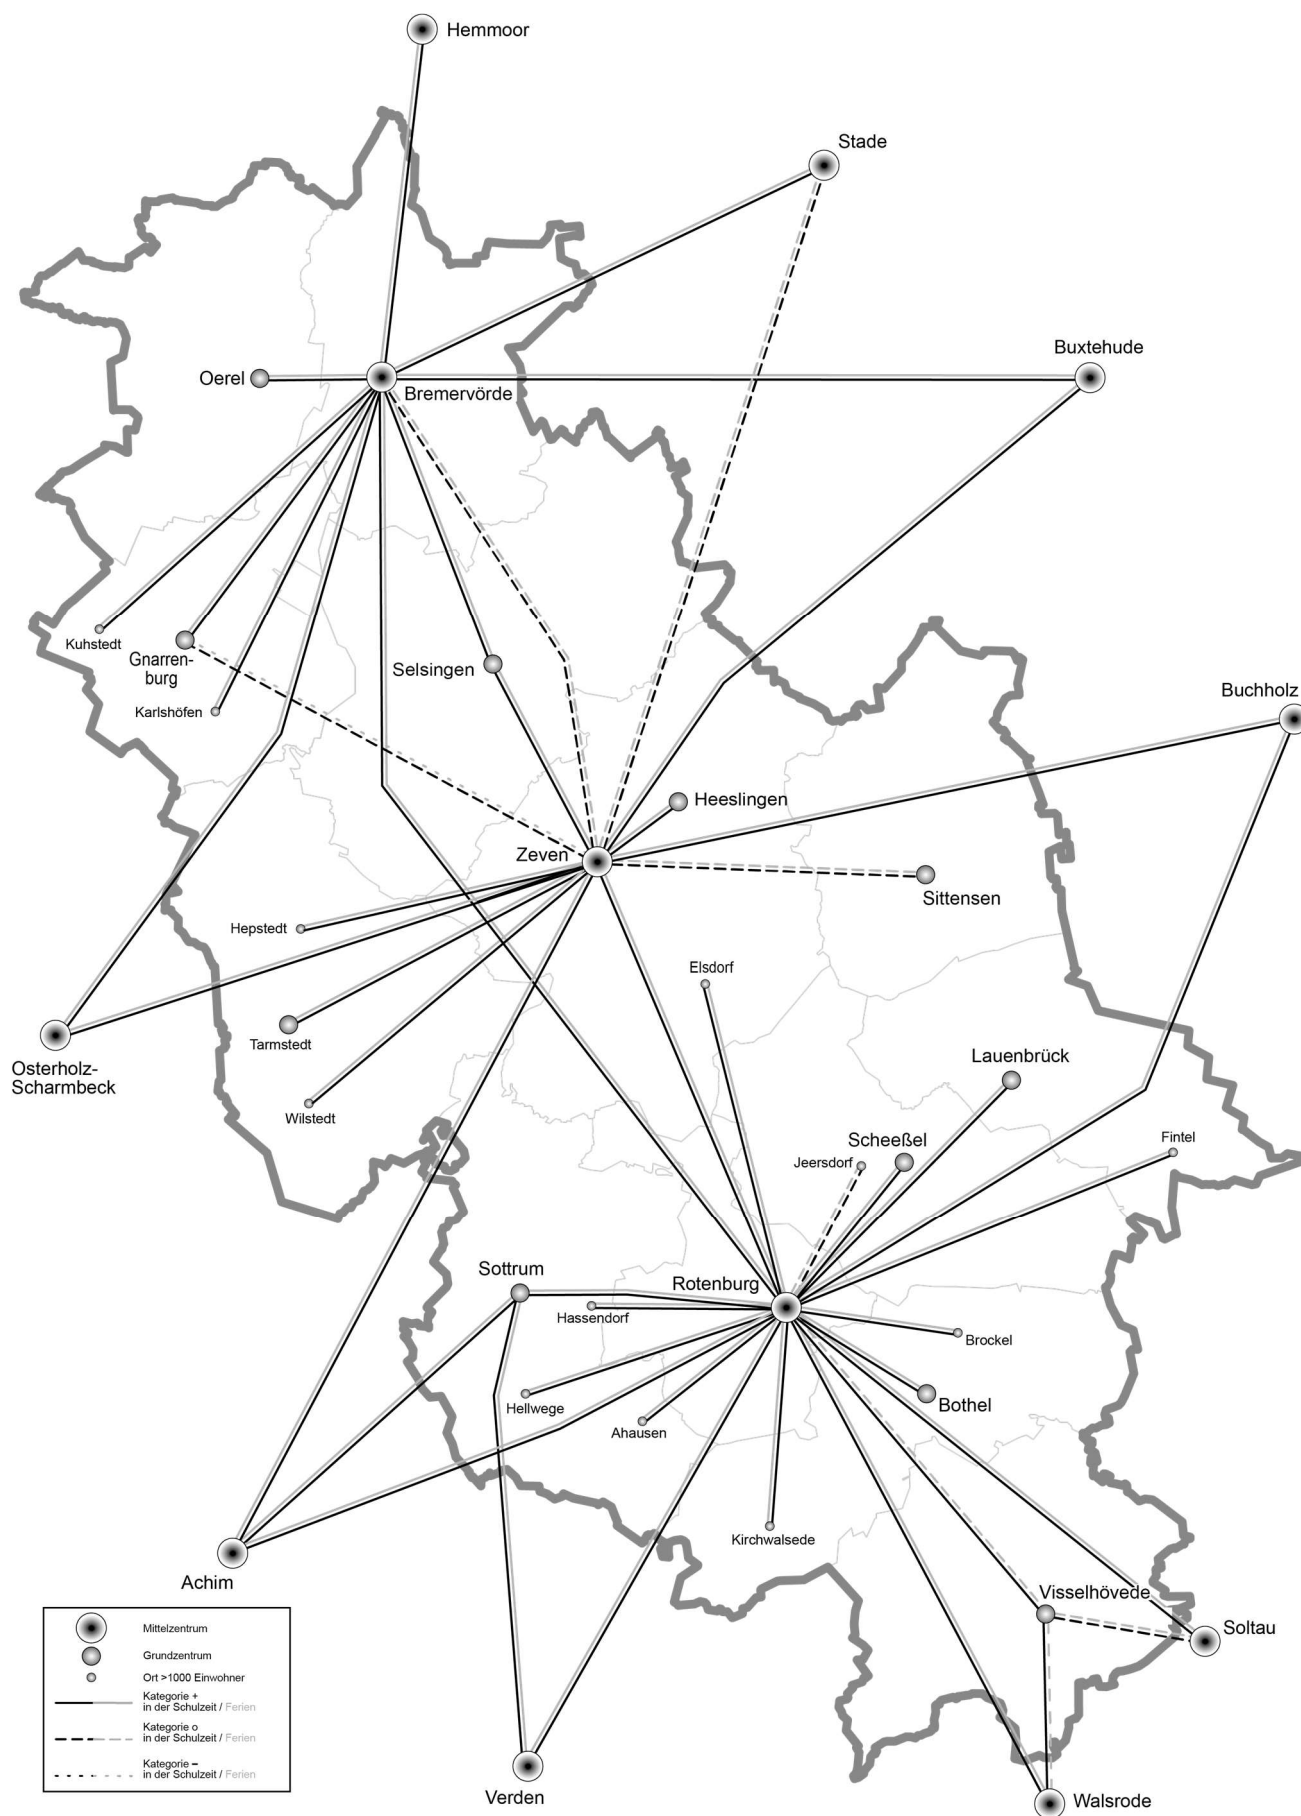 Hemmoor
Stade
Buxtehude
Oerel
Bremervörde
Kuhstedt
Gnarren-
burg
Selsingen
Karlshöfen
Buchholz
Heeslingen
Zeven
Sittensen
Hepstedt
Elsdorf
Tarmstedt
Osterholz-
Scharmbeck
Lauenbrück
Wilstedt
Scheeßel
Fintel
Jeersdorf
Sottrum
Rotenburg
Hassendorf
Brockel
Hellwege
Bothel
Ahausen
Kirchwalsede
Achim
Visselhövede
Soltau
Verden
Walsrode
Mittelzentrum
Grundzentrum
Ort >1000 Einwohner
Kategorie +
in der Schulzeit / Ferien
Kategorie o
in der Schulzeit / Ferien
Kategorie –
in der Schulzeit / Ferien